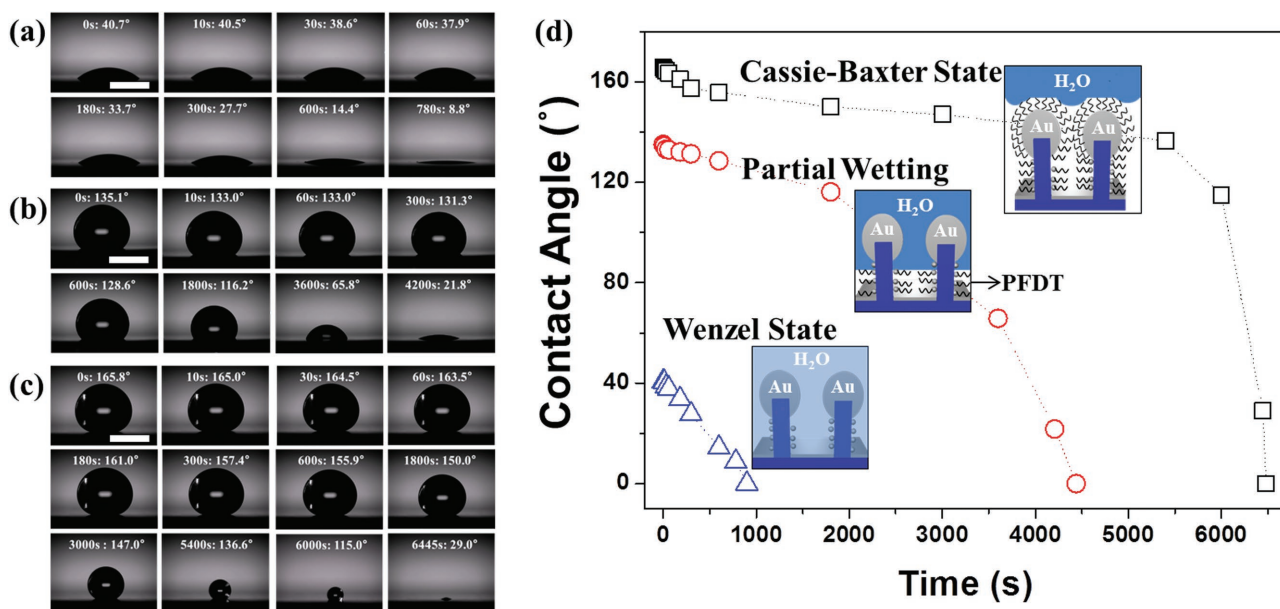 (a)
0s: 40.7°
10s: 40.5°
30s: 38.6°
60s: 37.9°
180s: 33.7°
300s: 27.7°
600s: 14.4°
780s: 8.8°
(b)
0s: 135.1°
10s: 133.0°
60s: 133.0°
300s: 131.3°
600s: 128.6°
1800s: 116.2°
3600s: 65.8°
4200s: 21.8°
(c)
0s: 165.8°
10s: 165.0°
30s: 164.5°
60s: 163.5°
180s: 161.0°
300s: 157.4°
600s: 155.9°
1800s: 150.0°
3000s : 147.0°
5400s: 136.6°
6000s: 115.0°
6445s: 29.0°
(d)
Contact Angle (°)
160
120
80
40
0
Cassie-Baxter State
H₂O
Au
Au
Partial Wetting
H₂O
Au
Au
PFDT
Wenzel State
H₂O
Au
Au
0
1000
2000
3000
4000
5000
6000
Time (s)